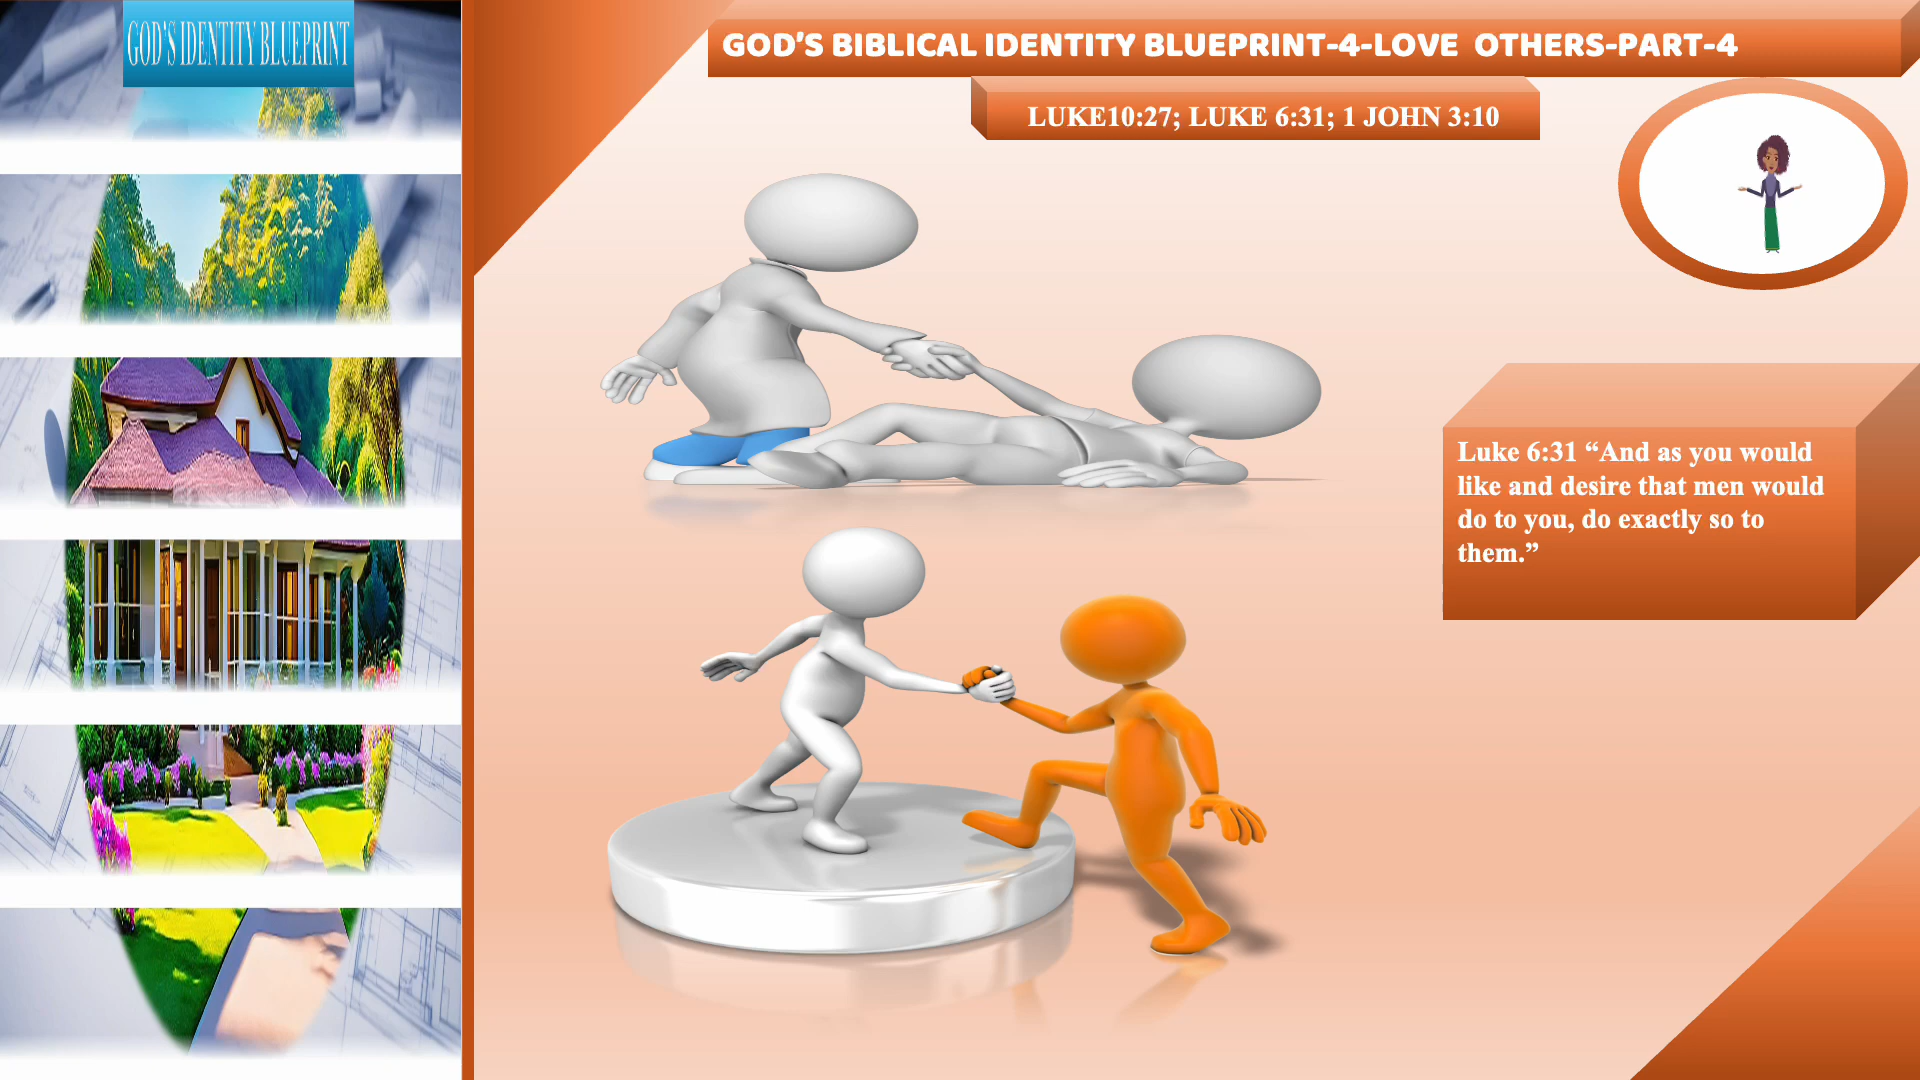 GOD'S IDENTITY BLUEPRINT
GOD'S BIBLICAL IDENTITY BLUEPRINT-4-LOVE OTHERS-PART-4
LUKE10:27; LUKE 6:31; 1 JOHN 3:10
Luke 6:31 “And as you would
like and desire that men would
do to you, do exactly so to
them.”